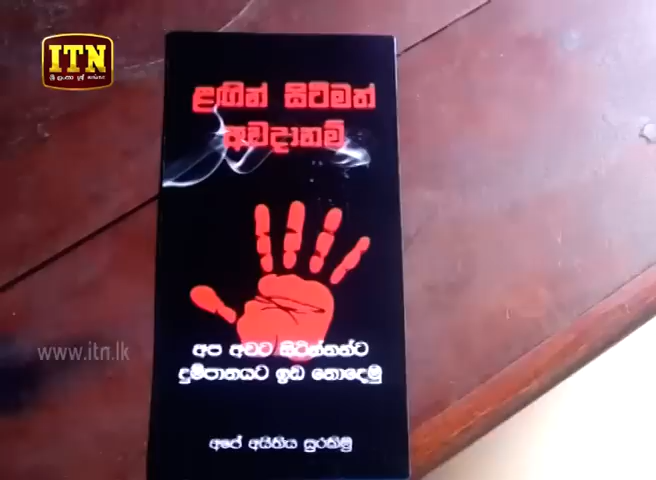 ITN
ළඟින් සිටීමත්
අවදානම්
අප අවට සිටින්නන්ට
දුම්පානයට ඉඩ නොදෙමු
අපේ අයිතිය සුරකිමු
www.itn.lk